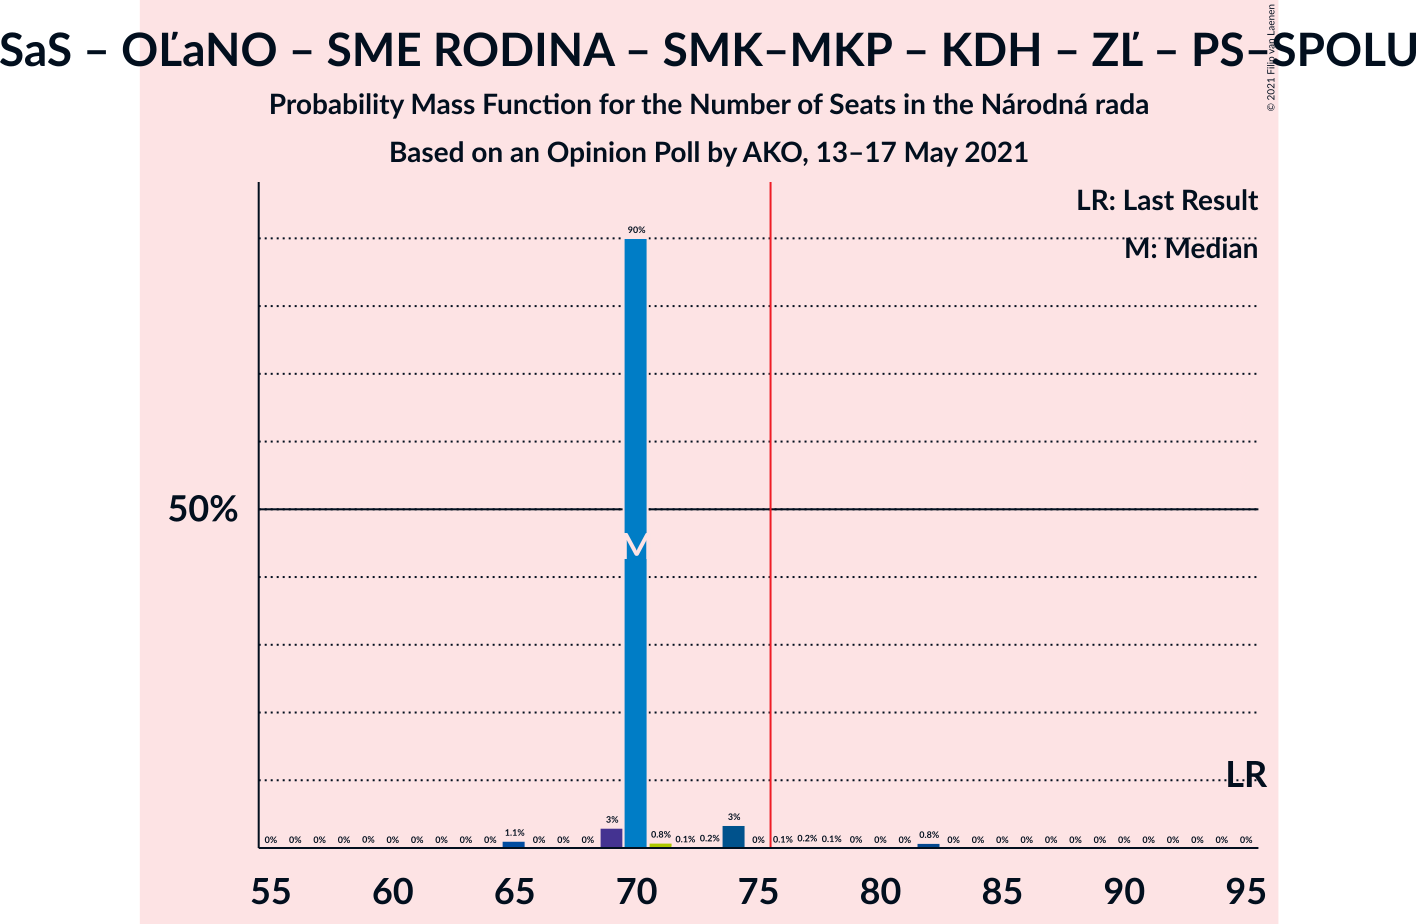 SaS – OĽaNO – SME RODINA – SMK–MKP – KDH – ZĽ – PS–SPOLU
© 2021 Filip van Laenen
Probability Mass Function for the Number of Seats in the Národná rada
Based on an Opinion Poll by AKO, 13–17 May 2021
LR: Last Result
M: Median
90%
50%
M
LR
0% 0% 0% 0% 0% 0% 0% 0% 0% 0% 1.1% 0% 0% 0% 3% 0.8% 0.1% 0.2% 3% 0% 0.1% 0.2% 0.1% 0% 0% 0% 0.8% 0% 0% 0% 0% 0% 0% 0% 0% 0% 0% 0% 0% 0%
55 60 65 70 75 80 85 90 95